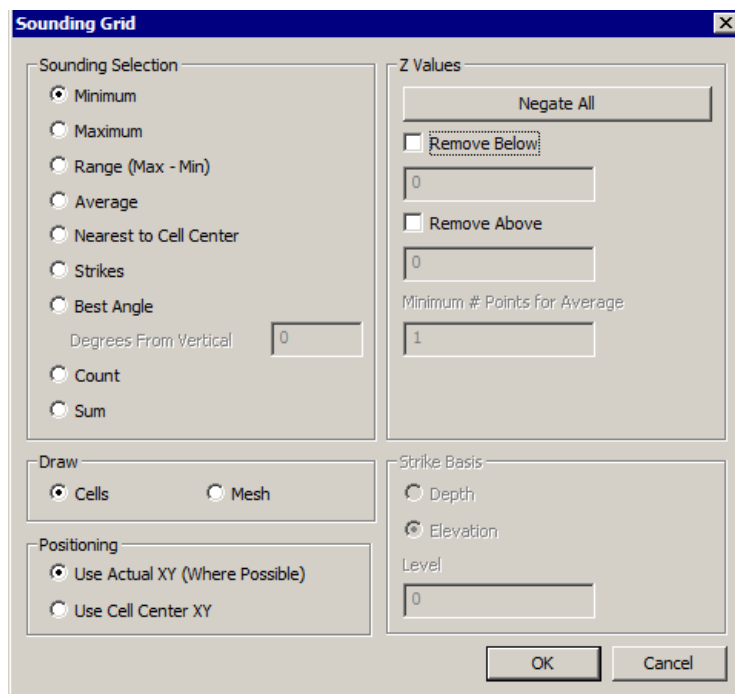 Sounding Grid
Sounding Selection
Minimum
Maximum
Range (Max - Min)
Average
Nearest to Cell Center
Strikes
Best Angle
Degrees From Vertical 0
Count
Sum
Z Values
Negate All
Remove Below
0
Remove Above
0
Minimum # Points for Average
1
Draw
Cells Mesh
Positioning
Use Actual XY (Where Possible)
Use Cell Center XY
Strike Basis
Depth
Elevation
Level
0
OK Cancel